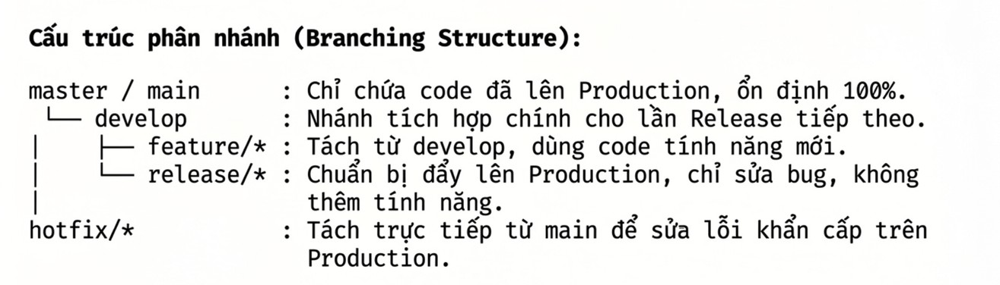 Cấu trúc phân nhánh (Branching Structure):
master / main : Chỉ chứa code đã lên Production, ổn định 100%.
└── develop : Nhánh tích hợp chính cho lần Release tiếp theo.
│ ├── feature/* : Tách từ develop, dùng code tính năng mới.
│ └── release/* : Chuẩn bị đẩy lên Production, chỉ sửa bug, không
│ thêm tính năng.
hotfix/* : Tách trực tiếp từ main để sửa lỗi khẩn cấp trên
Production.